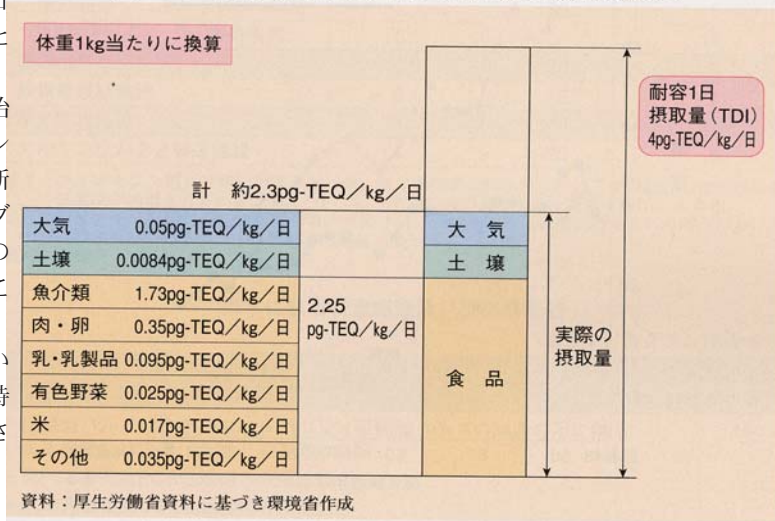 体重1kg当たりに換算
耐容1日
摂取量(TDI)
4pg-TEQ/kg/日
計 約2.3pg-TEQ/kg/日
大気 0.05pg-TEQ/kg/日
土壌 0.0084pg-TEQ/kg/日
魚介類 1.73pg-TEQ/kg/日
肉・卵 0.35pg-TEQ/kg/日
乳・乳製品 0.095pg-TEQ/kg/日
有色野菜 0.025pg-TEQ/kg/日
米 0.017pg-TEQ/kg/日
その他 0.035pg-TEQ/kg/日
2.25
pg-TEQ/kg/日
大気
土壌
食品
実際の
摂取量
資料:厚生労働省資料に基づき環境省作成